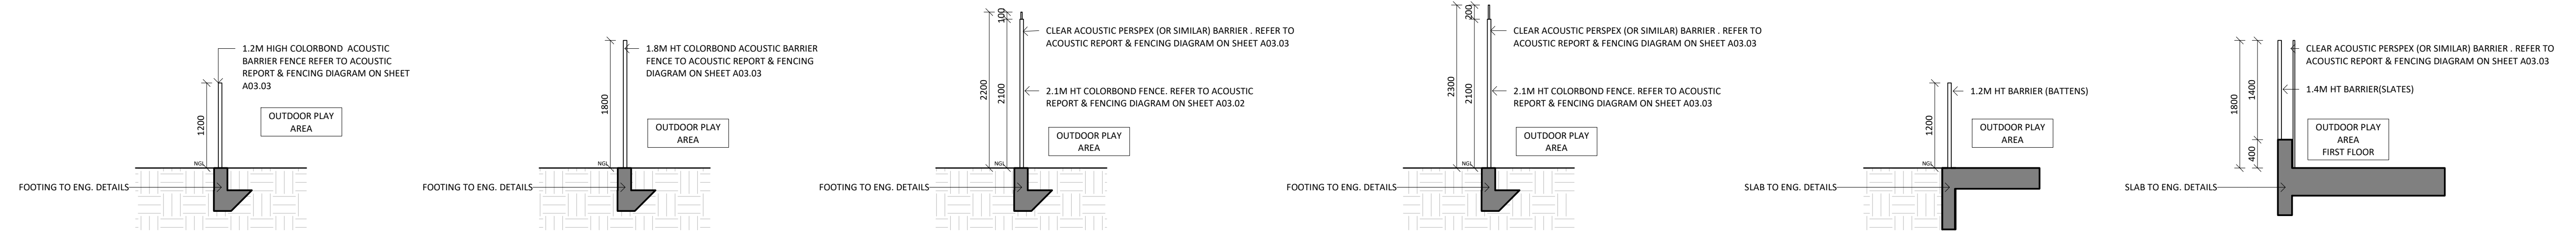 1.2M HIGH COLORBOND  ACOUSTIC
BARRIER FENCE REFER TO ACOUSTIC
REPORT & FENCING DIAGRAM ON SHEET
A03.03
1200
OUTDOOR PLAY
AREA
NGL
FOOTING TO ENG. DETAILS
1.8M HT COLORBOND ACOUSTIC BARRIER
FENCE TO ACOUSTIC REPORT & FENCING
DIAGRAM ON SHEET A03.03
1800
OUTDOOR PLAY
AREA
NGL
FOOTING TO ENG. DETAILS
100
CLEAR ACOUSTIC PERSPEX (OR SIMILAR) BARRIER . REFER TO
ACOUSTIC REPORT & FENCING DIAGRAM ON SHEET A03.03
2200
2100
2.1M HT COLORBOND FENCE. REFER TO ACOUSTIC
REPORT & FENCING DIAGRAM ON SHEET A03.02
OUTDOOR PLAY
AREA
NGL
FOOTING TO ENG. DETAILS
200
CLEAR ACOUSTIC PERSPEX (OR SIMILAR) BARRIER . REFER TO
ACOUSTIC REPORT & FENCING DIAGRAM ON SHEET A03.03
2300
2100
2.1M HT COLORBOND FENCE. REFER TO ACOUSTIC
REPORT & FENCING DIAGRAM ON SHEET A03.03
OUTDOOR PLAY
AREA
NGL
FOOTING TO ENG. DETAILS
1.2M HT BARRIER (BATTENS)
1200
OUTDOOR PLAY
AREA
NGL
SLAB TO ENG. DETAILS
CLEAR ACOUSTIC PERSPEX (OR SIMILAR) BARRIER . REFER TO
ACOUSTIC REPORT & FENCING DIAGRAM ON SHEET A03.03
1800
1400
1.4M HT BARRIER(SLATES)
OUTDOOR PLAY
AREA
FIRST FLOOR
400
SLAB TO ENG. DETAILS